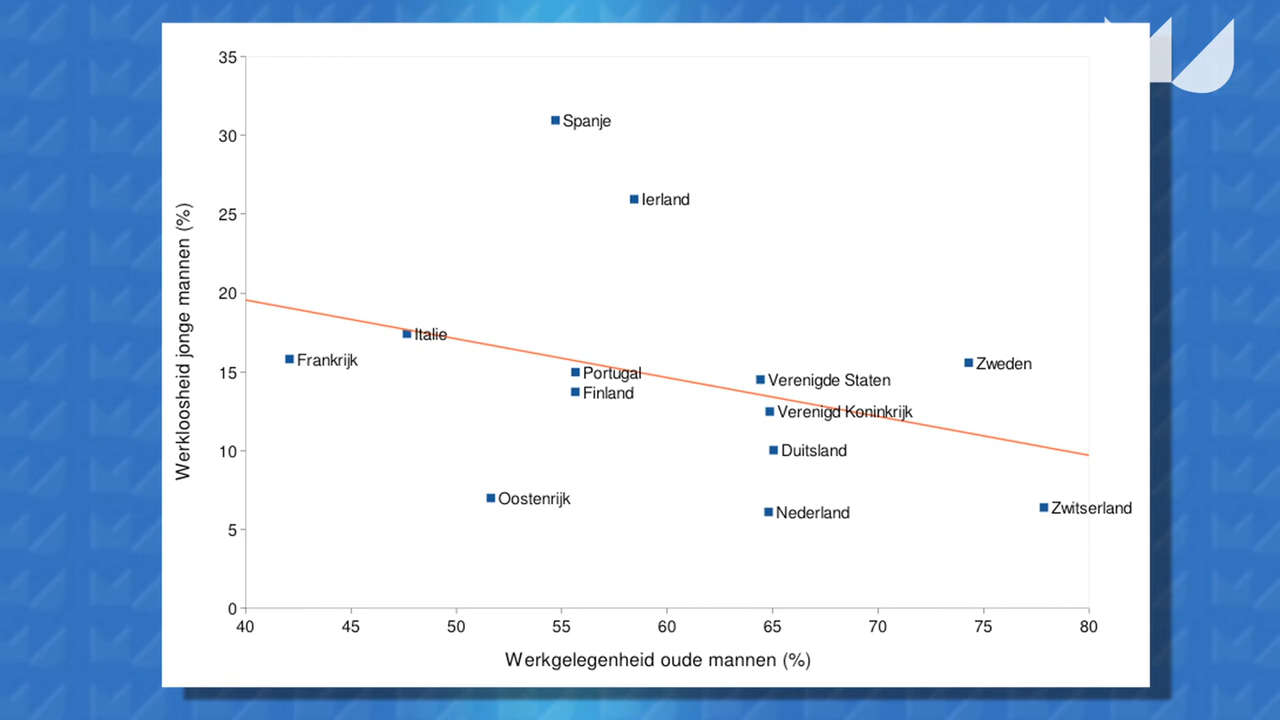 35
30
25
20
15
10
5
0
Werkloosheid jonge mannen (%)
Spanje
Ierland
Italie
Frankrijk
Portugal
Finland
Verenigde Staten
Zweden
Verenigd Koninkrijk
Duitsland
Oostenrijk
Nederland
Zwitserland
40 45 50 55 60 65 70 75 80
Werkgelegenheid oude mannen (%)